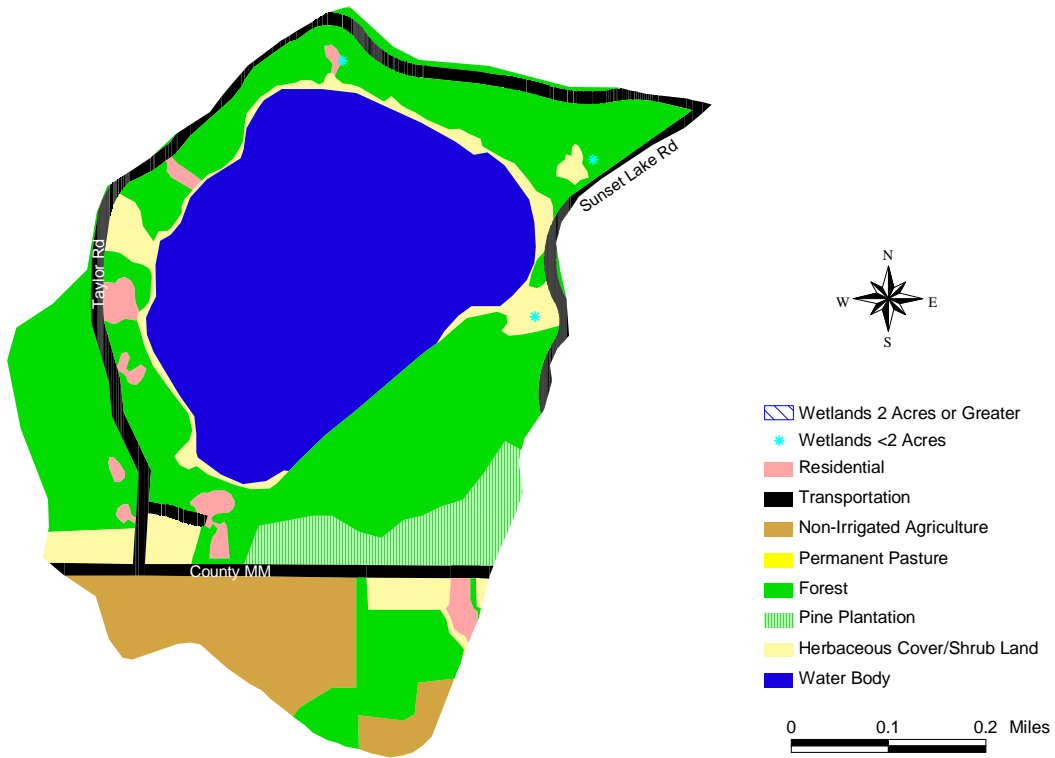 Sunset Lake Rd
Taylor Rd
County MM
N
W E
S
Wetlands 2 Acres or Greater
Wetlands <2 Acres
Residential
Transportation
Non-Irrigated Agriculture
Permanent Pasture
Forest
Pine Plantation
Herbaceous Cover/Shrub Land
Water Body
0 0.1 0.2 Miles